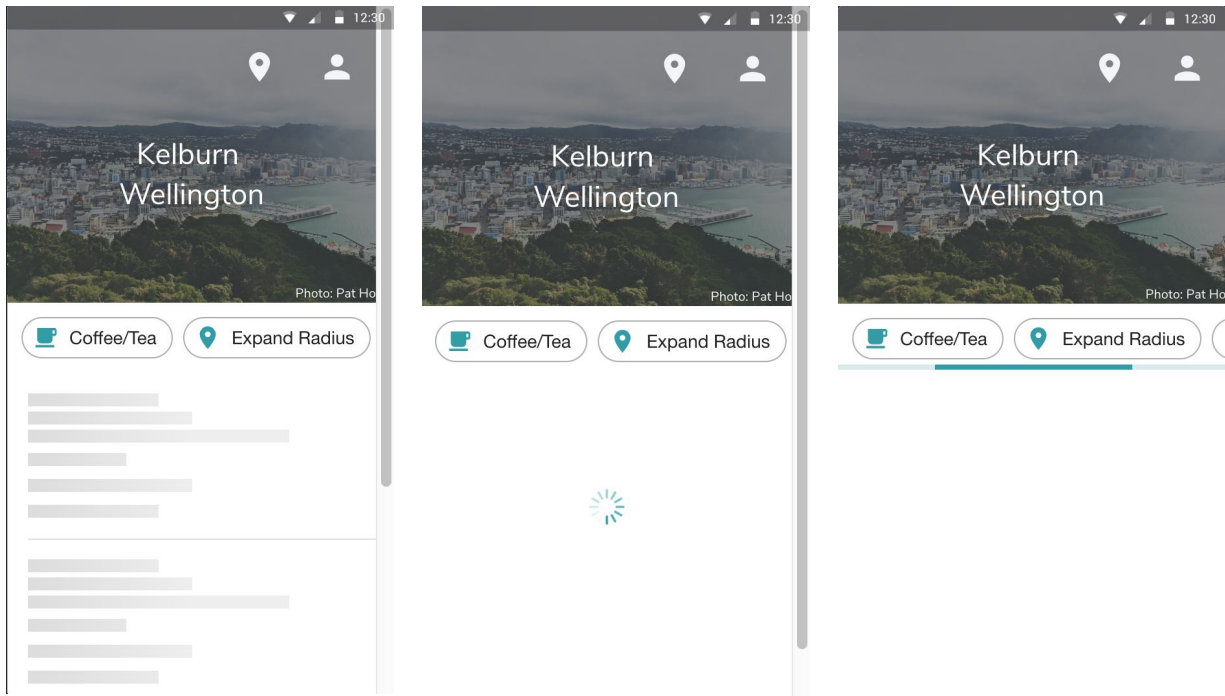 12:30
Kelburn
Wellington
Photo: Pat Ho
Coffee/Tea
Expand Radius
12:30
Kelburn
Wellington
Photo: Pat Ho
Coffee/Tea
Expand Radius
12:30
Kelburn
Wellington
Photo: Pat Ho
Coffee/Tea
Expand Radius